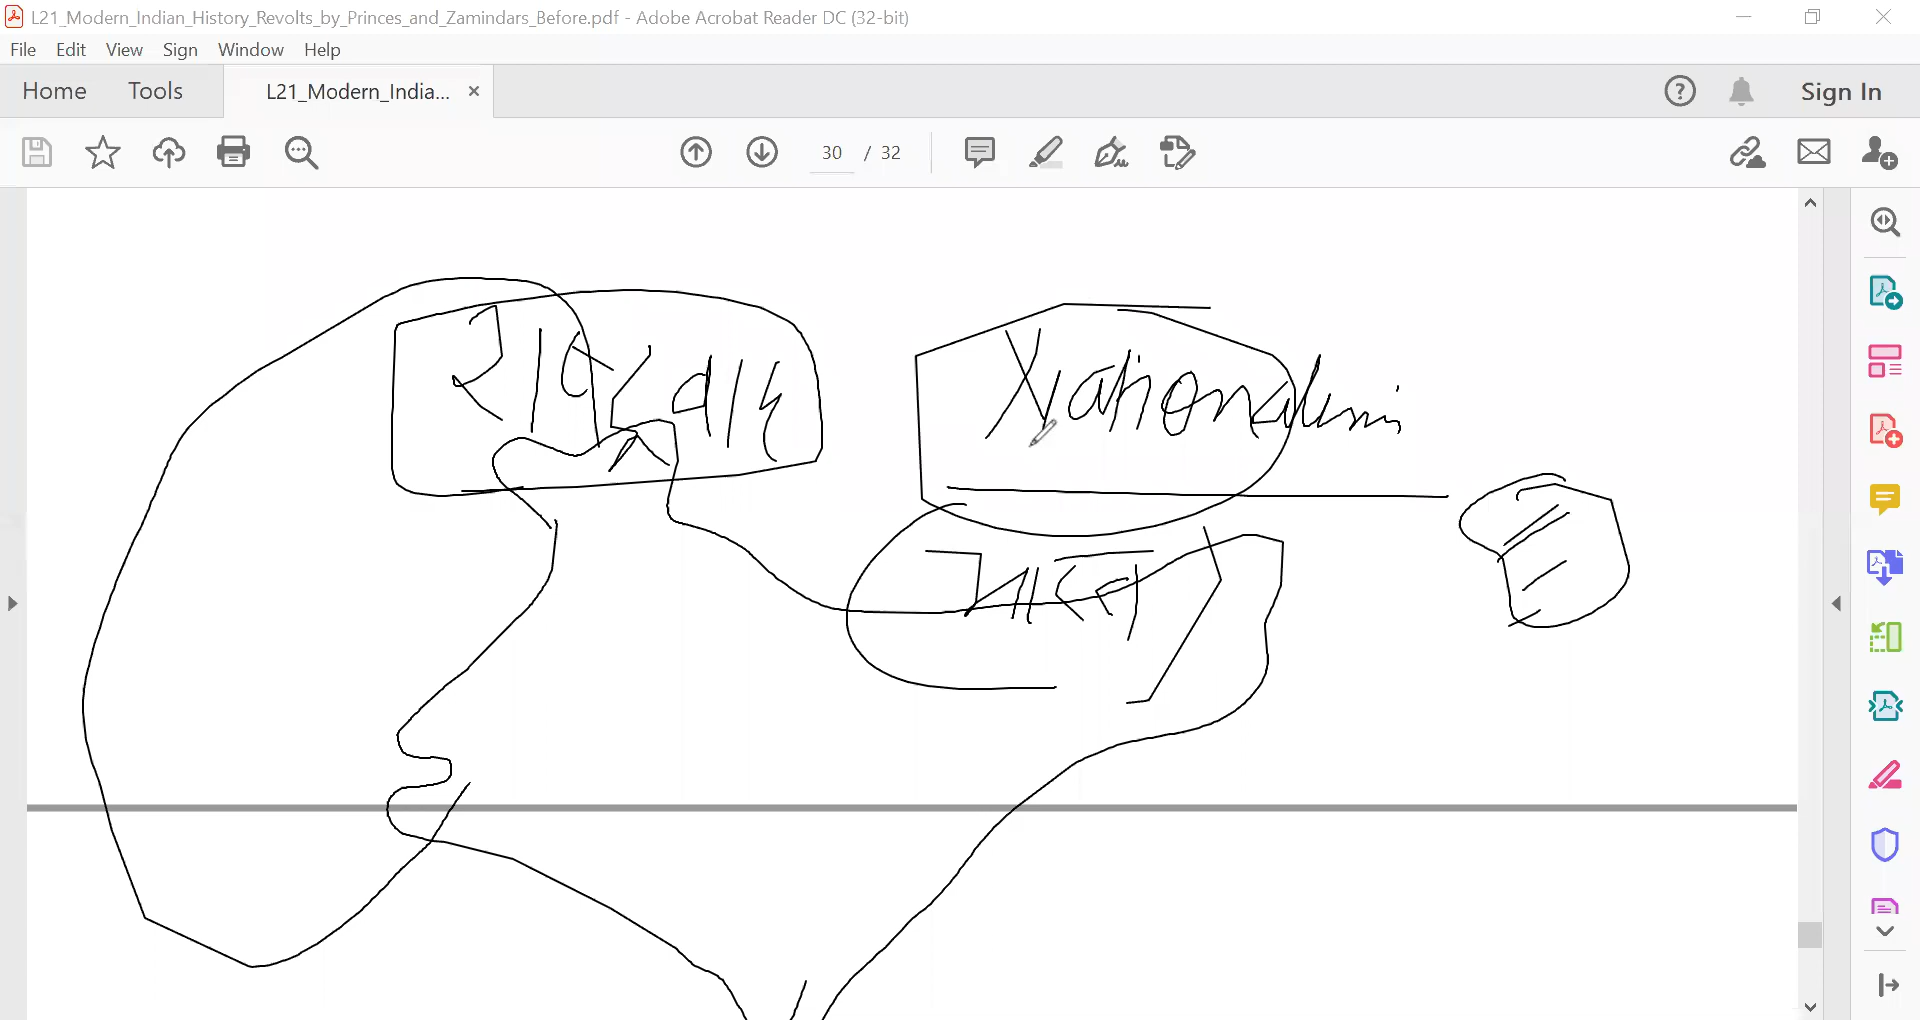 L21_Modern_Indian_History_Revolts_by_Princes_and_Zamindars_Before.pdf - Adobe Acrobat Reader DC (32-bit)
File Edit View Sign Window Help
Home Tools L21_Modern_India... × Sign In
30 / 32
Nationalism